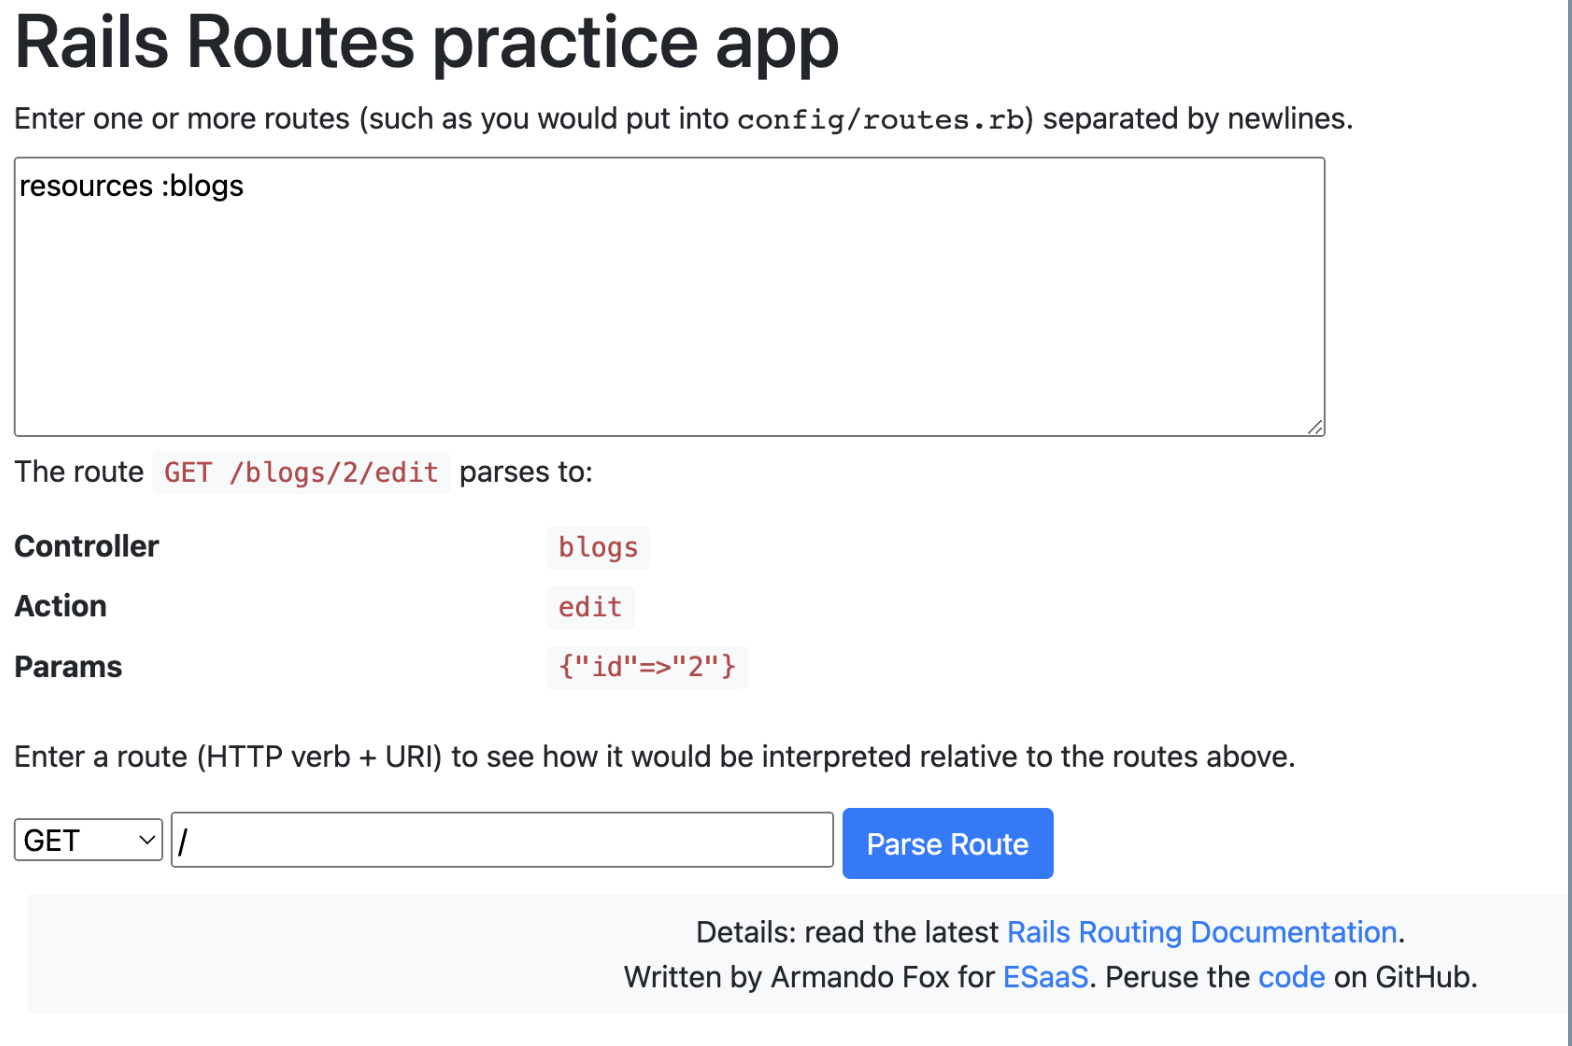 Rails Routes practice app
Enter one or more routes (such as you would put into config/routes.rb) separated by newlines.
resources :blogs
The route GET /blogs/2/edit parses to:
Controller blogs
Action edit
Params {"id"=>"2"}
Enter a route (HTTP verb + URI) to see how it would be interpreted relative to the routes above.
GET / Parse Route
Details: read the latest Rails Routing Documentation.
Written by Armando Fox for ESaaS. Peruse the code on GitHub.